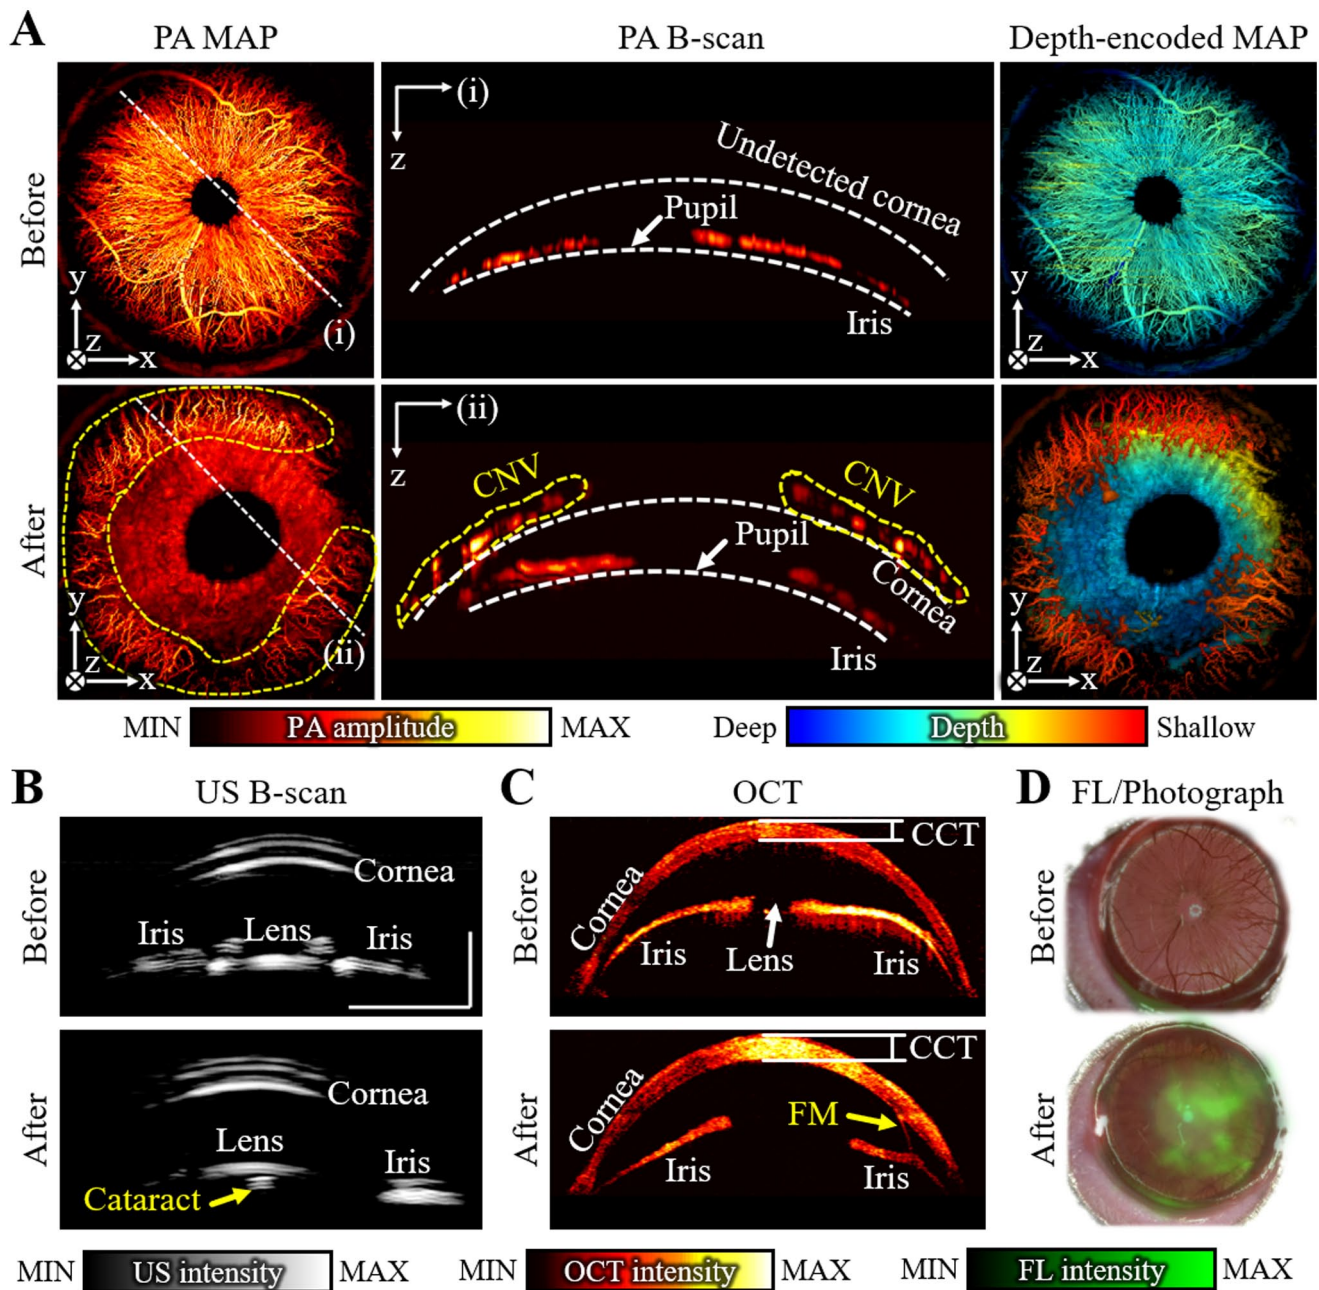 A
PA MAP
PA B-scan
Depth-encoded MAP
Before
y
z
x
(i)
(i)
z
Undetected cornea
Pupil
Iris
y
z
x
After
y
z
x
(ii)
(ii)
z
CNV
CNV
Pupil
Cornea
Iris
y
z
x
MIN
PA amplitude
MAX
Deep
Depth
Shallow
B
US B-scan
C
OCT
D
FL/Photograph
Before
Cornea
Iris
Lens
Iris
Before
CCT
Cornea
Iris
Lens
Iris
Before
After
Cornea
Lens
Iris
Cataract
After
CCT
Cornea
FM
Iris
Iris
After
MIN
US intensity
MAX
MIN
OCT intensity
MAX
MIN
FL intensity
MAX